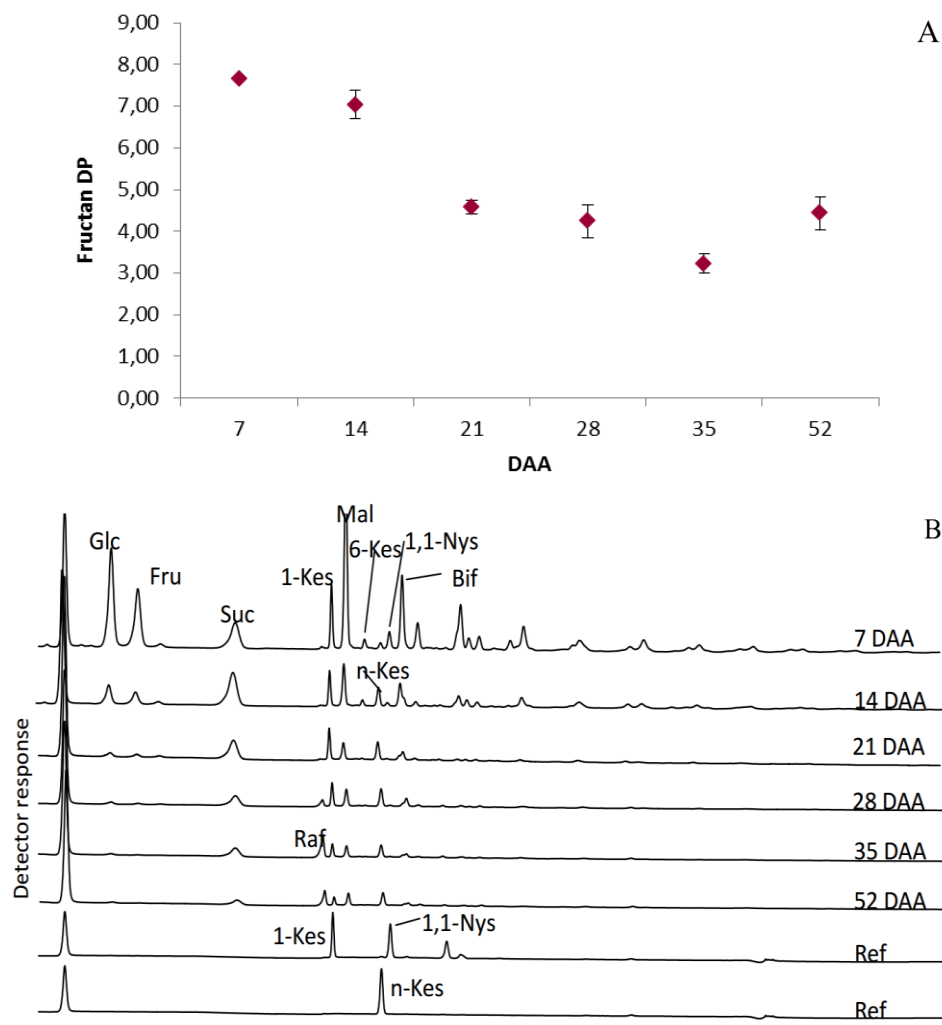 A
9,00
8,00
7,00
6,00
5,00
4,00
3,00
2,00
1,00
0,00
Fructan DP
7 14 21 28 35 52
DAA
B
Mal
Glc 6-Kes 1,1-Nys
Fru 1-Kes Bif
Suc
7 DAA
n-Kes
14 DAA
21 DAA
28 DAA
Raf
35 DAA
52 DAA
Detector response
1-Kes 1,1-Nys
Ref
n-Kes
Ref